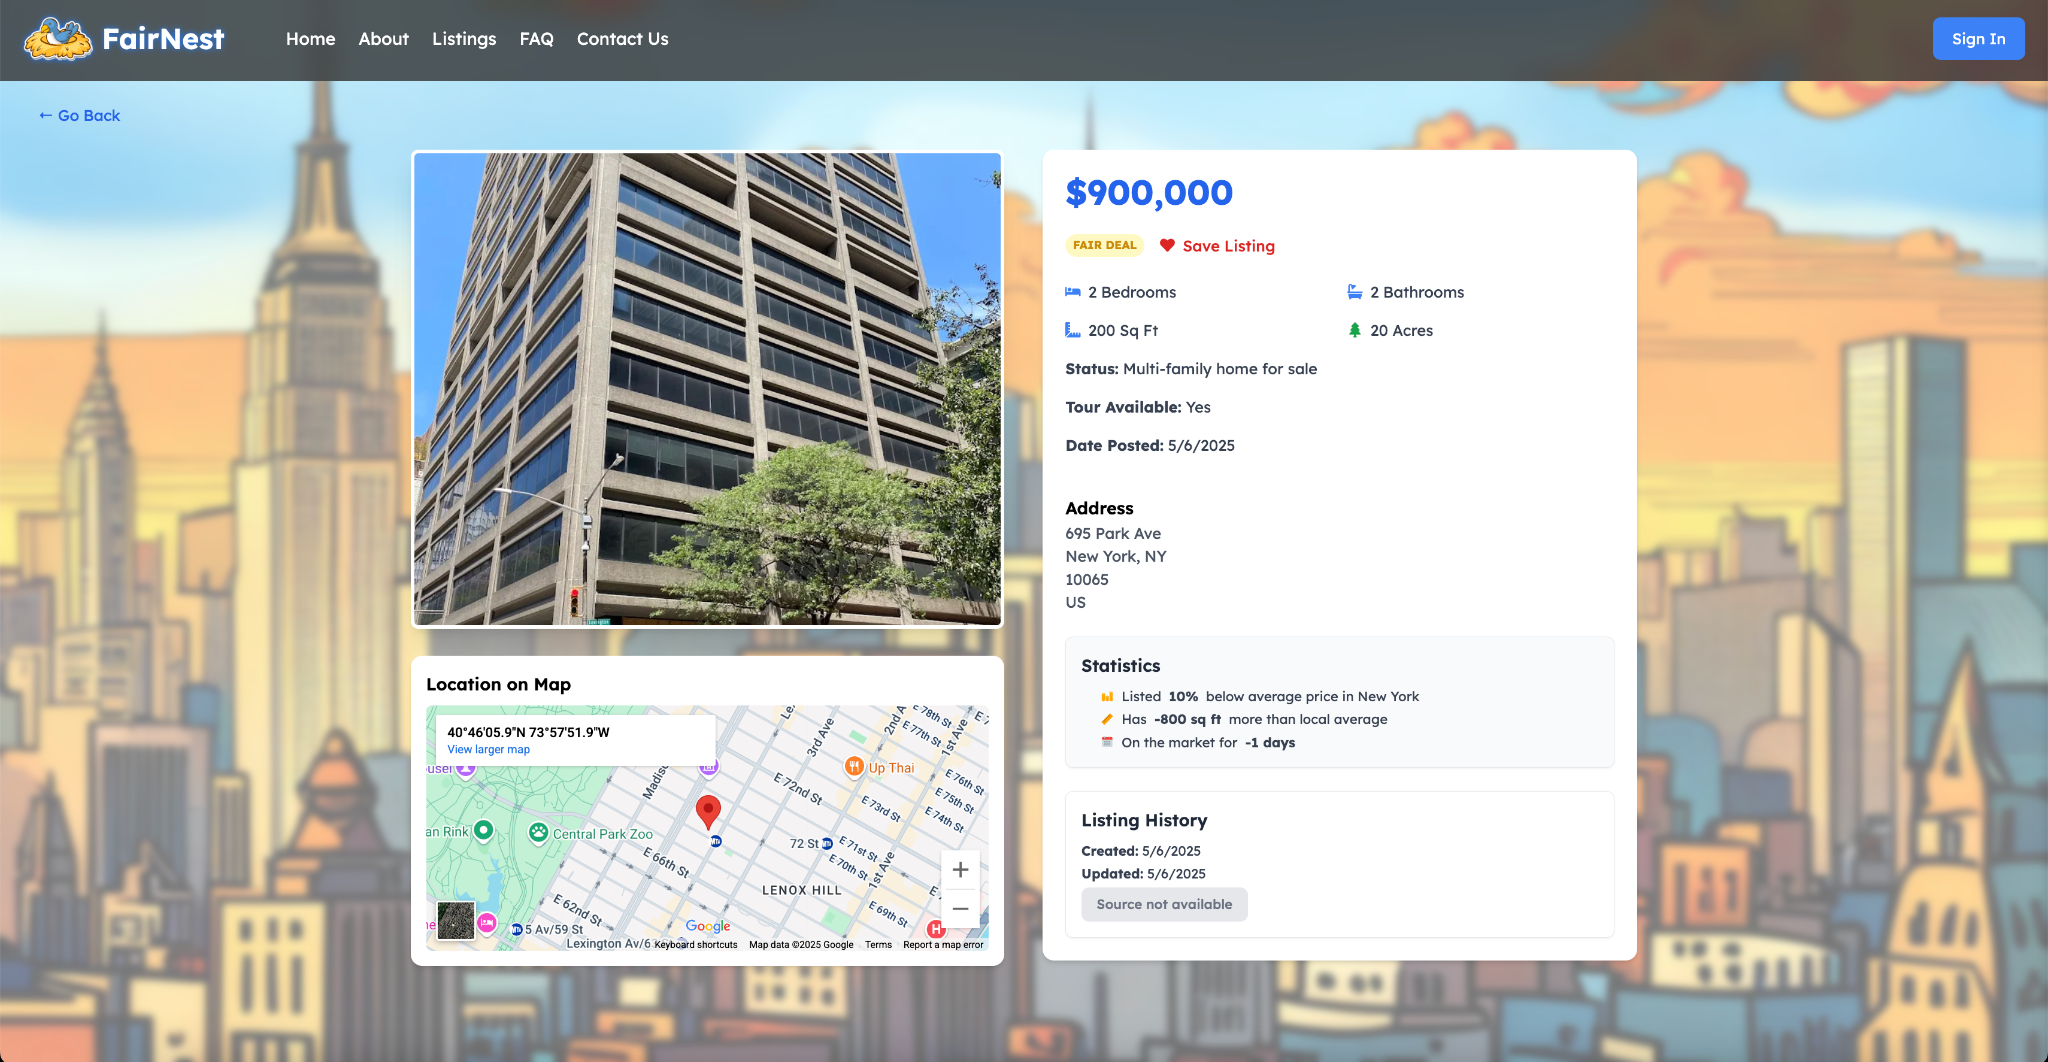 FairNest
Home About Listings FAQ Contact Us
Sign In
← Go Back
$900,000
FAIR DEAL Save Listing
2 Bedrooms 2 Bathrooms
200 Sq Ft 20 Acres
Status: Multi-family home for sale
Tour Available: Yes
Date Posted: 5/6/2025
Address
695 Park Ave
New York, NY
10065
US
Statistics
Listed 10% below average price in New York
Has -800 sq ft more than local average
On the market for -1 days
Listing History
Created: 5/6/2025
Updated: 5/6/2025
Source not available
Location on Map
40°46'05.9"N 73°57'51.9"W
View larger map
usel
Madis
3rd Ave
2nd A
E 78th St
E 77th St
1st Ave
E 76th St
E 75th St
E 74th St
Up Thai
E 72nd St
E 73rd St
an Rink
Central Park Zoo
72 St
E 71st St
E 70th St
1st Ave
E 66th St
LENOX HILL
E 69th St
E 62nd St
5 Av/59 St
Lexington Av/6
Google
Keyboard shortcuts Map data ©2025 Google Terms Report a map error